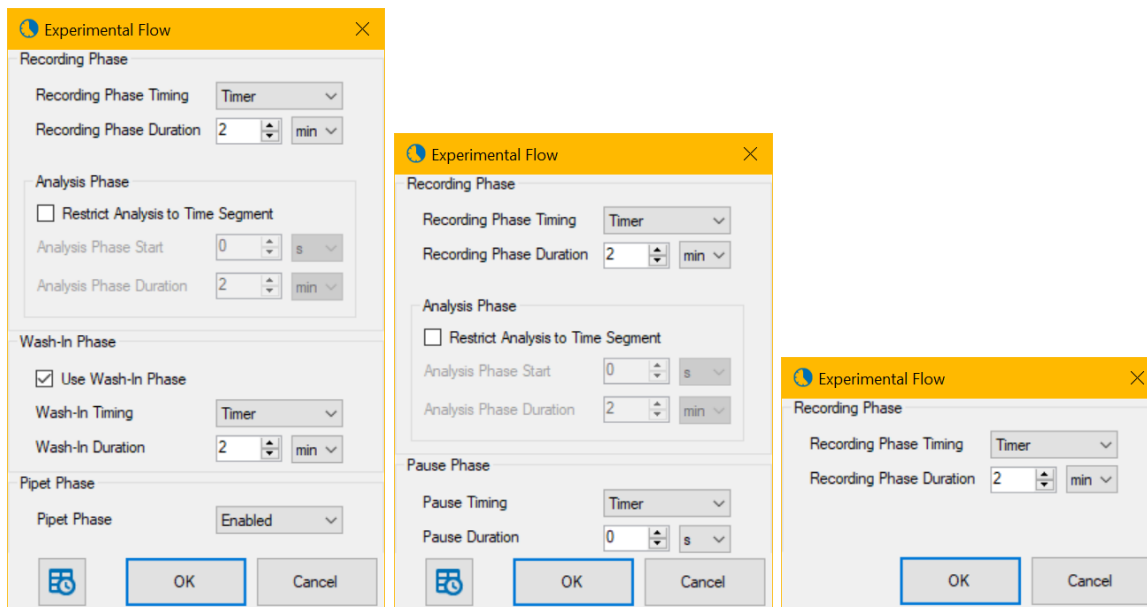 Experimental Flow
Recording Phase
Recording Phase Timing Timer
Recording Phase Duration 2 min
Analysis Phase
Restrict Analysis to Time Segment
Analysis Phase Start 0 s
Analysis Phase Duration 2 min
Wash-In Phase
Use Wash-In Phase
Wash-In Timing Timer
Wash-In Duration 2 min
Pipet Phase
Pipet Phase Enabled
OK Cancel
Experimental Flow
Recording Phase
Recording Phase Timing Timer
Recording Phase Duration 2 min
Analysis Phase
Restrict Analysis to Time Segment
Analysis Phase Start 0 s
Analysis Phase Duration 2 min
Pause Phase
Pause Timing Timer
Pause Duration 0 s
OK Cancel
Experimental Flow
Recording Phase
Recording Phase Timing Timer
Recording Phase Duration 2 min
OK Cancel